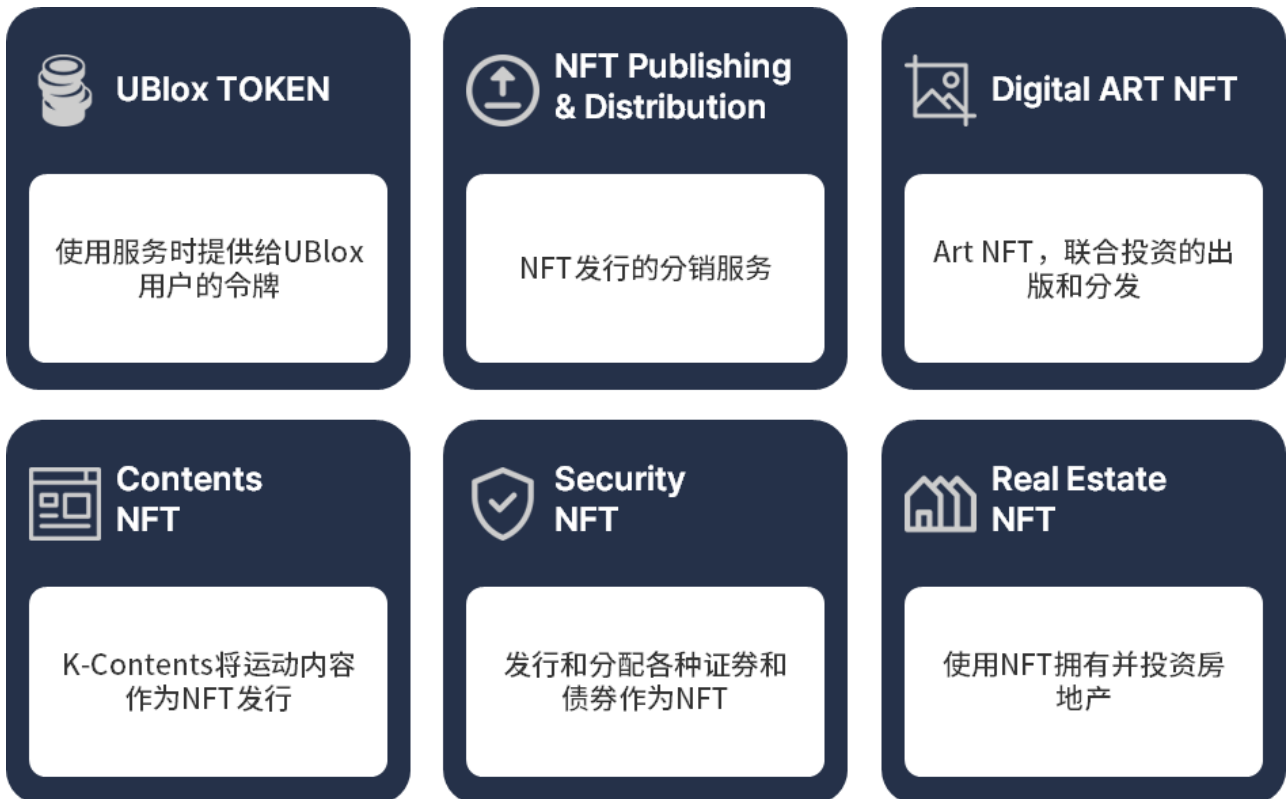 UBlox TOKEN
使用服务时提供给UBlox
用户的令牌
NFT Publishing
& Distribution
NFT发行的分销服务
Digital ART NFT
Art NFT，联合投资的出
版和分发
Contents
NFT
K-Contents将运动内容
作为NFT发行
Security
NFT
发行和分配各种证券和
债券作为NFT
Real Estate
NFT
使用NFT拥有并投资房
地产